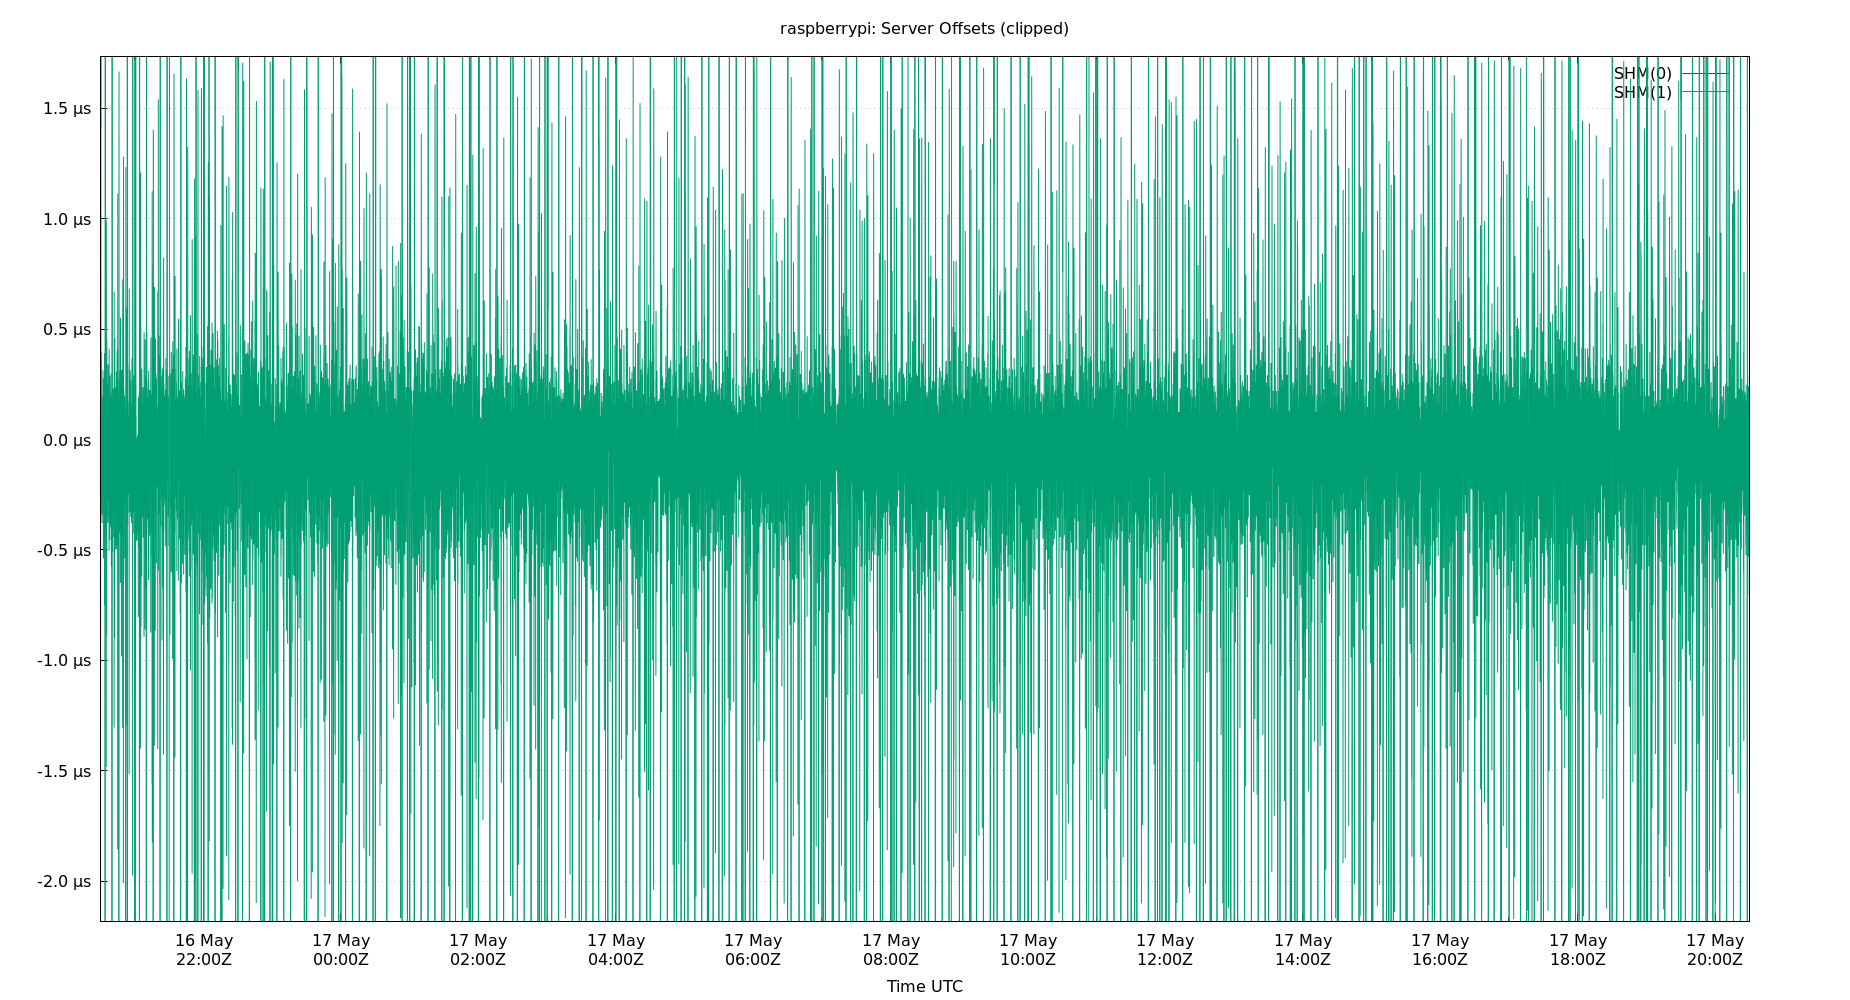 raspberrypi: Server Offsets (clipped)
SHM(0)
SHM(1)
1.5 µs
1.0 µs
0.5 µs
0.0 µs
-0.5 µs
-1.0 µs
-1.5 µs
-2.0 µs
16 May 17 May 17 May 17 May 17 May 17 May 17 May 17 May 17 May 17 May 17 May 17 May
22:00Z 00:00Z 02:00Z 04:00Z 06:00Z 08:00Z 10:00Z 12:00Z 14:00Z 16:00Z 18:00Z 20:00Z
Time UTC